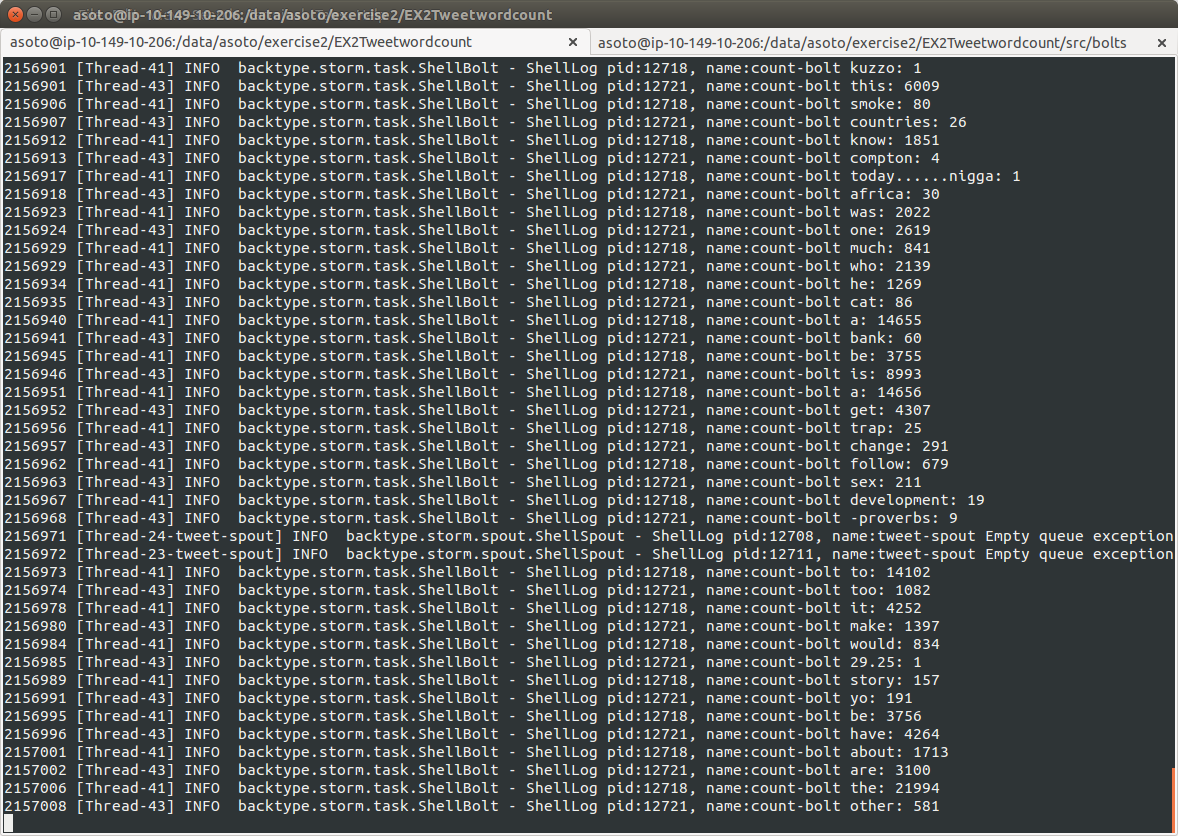 asoto@ip-10-149-10-206:/data/asoto/exercise2/EX2Tweetwordcount
asoto@ip-10-149-10-206:/data/asoto/exercise2/EX2Tweetwordcount × asoto@ip-10-149-10-206:/data/asoto/exercise2/EX2Tweetwordcount/src/bolts ×
2156901 [Thread-41] INFO  backtype.storm.task.ShellBolt - ShellLog pid:12718, name:count-bolt kuzzo: 1
2156901 [Thread-43] INFO  backtype.storm.task.ShellBolt - ShellLog pid:12721, name:count-bolt this: 6009
2156906 [Thread-41] INFO  backtype.storm.task.ShellBolt - ShellLog pid:12718, name:count-bolt smoke: 80
2156907 [Thread-43] INFO  backtype.storm.task.ShellBolt - ShellLog pid:12721, name:count-bolt countries: 26
2156912 [Thread-41] INFO  backtype.storm.task.ShellBolt - ShellLog pid:12718, name:count-bolt know: 1851
2156913 [Thread-43] INFO  backtype.storm.task.ShellBolt - ShellLog pid:12721, name:count-bolt compton: 4
2156917 [Thread-41] INFO  backtype.storm.task.ShellBolt - ShellLog pid:12718, name:count-bolt today......nigga: 1
2156918 [Thread-43] INFO  backtype.storm.task.ShellBolt - ShellLog pid:12721, name:count-bolt africa: 30
2156923 [Thread-41] INFO  backtype.storm.task.ShellBolt - ShellLog pid:12718, name:count-bolt was: 2022
2156924 [Thread-43] INFO  backtype.storm.task.ShellBolt - ShellLog pid:12721, name:count-bolt one: 2619
2156929 [Thread-41] INFO  backtype.storm.task.ShellBolt - ShellLog pid:12718, name:count-bolt much: 841
2156929 [Thread-43] INFO  backtype.storm.task.ShellBolt - ShellLog pid:12721, name:count-bolt who: 2139
2156934 [Thread-41] INFO  backtype.storm.task.ShellBolt - ShellLog pid:12718, name:count-bolt he: 1269
2156935 [Thread-43] INFO  backtype.storm.task.ShellBolt - ShellLog pid:12721, name:count-bolt cat: 86
2156940 [Thread-41] INFO  backtype.storm.task.ShellBolt - ShellLog pid:12718, name:count-bolt a: 14655
2156941 [Thread-43] INFO  backtype.storm.task.ShellBolt - ShellLog pid:12721, name:count-bolt bank: 60
2156945 [Thread-41] INFO  backtype.storm.task.ShellBolt - ShellLog pid:12718, name:count-bolt be: 3755
2156946 [Thread-43] INFO  backtype.storm.task.ShellBolt - ShellLog pid:12721, name:count-bolt is: 8993
2156951 [Thread-41] INFO  backtype.storm.task.ShellBolt - ShellLog pid:12718, name:count-bolt a: 14656
2156952 [Thread-43] INFO  backtype.storm.task.ShellBolt - ShellLog pid:12721, name:count-bolt get: 4307
2156956 [Thread-41] INFO  backtype.storm.task.ShellBolt - ShellLog pid:12718, name:count-bolt trap: 25
2156957 [Thread-43] INFO  backtype.storm.task.ShellBolt - ShellLog pid:12721, name:count-bolt change: 291
2156962 [Thread-41] INFO  backtype.storm.task.ShellBolt - ShellLog pid:12718, name:count-bolt follow: 679
2156963 [Thread-43] INFO  backtype.storm.task.ShellBolt - ShellLog pid:12721, name:count-bolt sex: 211
2156967 [Thread-41] INFO  backtype.storm.task.ShellBolt - ShellLog pid:12718, name:count-bolt development: 19
2156968 [Thread-43] INFO  backtype.storm.task.ShellBolt - ShellLog pid:12721, name:count-bolt -proverbs: 9
2156971 [Thread-24-tweet-spout] INFO  backtype.storm.spout.ShellSpout - ShellLog pid:12708, name:tweet-spout Empty queue exception
2156972 [Thread-23-tweet-spout] INFO  backtype.storm.spout.ShellSpout - ShellLog pid:12711, name:tweet-spout Empty queue exception
2156973 [Thread-41] INFO  backtype.storm.task.ShellBolt - ShellLog pid:12718, name:count-bolt to: 14102
2156974 [Thread-43] INFO  backtype.storm.task.ShellBolt - ShellLog pid:12721, name:count-bolt too: 1082
2156978 [Thread-41] INFO  backtype.storm.task.ShellBolt - ShellLog pid:12718, name:count-bolt it: 4252
2156980 [Thread-43] INFO  backtype.storm.task.ShellBolt - ShellLog pid:12721, name:count-bolt make: 1397
2156984 [Thread-41] INFO  backtype.storm.task.ShellBolt - ShellLog pid:12718, name:count-bolt would: 834
2156985 [Thread-43] INFO  backtype.storm.task.ShellBolt - ShellLog pid:12721, name:count-bolt 29.25: 1
2156989 [Thread-41] INFO  backtype.storm.task.ShellBolt - ShellLog pid:12718, name:count-bolt story: 157
2156991 [Thread-43] INFO  backtype.storm.task.ShellBolt - ShellLog pid:12721, name:count-bolt yo: 191
2156995 [Thread-41] INFO  backtype.storm.task.ShellBolt - ShellLog pid:12718, name:count-bolt be: 3756
2156996 [Thread-43] INFO  backtype.storm.task.ShellBolt - ShellLog pid:12721, name:count-bolt have: 4264
2157001 [Thread-41] INFO  backtype.storm.task.ShellBolt - ShellLog pid:12718, name:count-bolt about: 1713
2157002 [Thread-43] INFO  backtype.storm.task.ShellBolt - ShellLog pid:12721, name:count-bolt are: 3100
2157006 [Thread-41] INFO  backtype.storm.task.ShellBolt - ShellLog pid:12718, name:count-bolt the: 21994
2157008 [Thread-43] INFO  backtype.storm.task.ShellBolt - ShellLog pid:12721, name:count-bolt other: 581